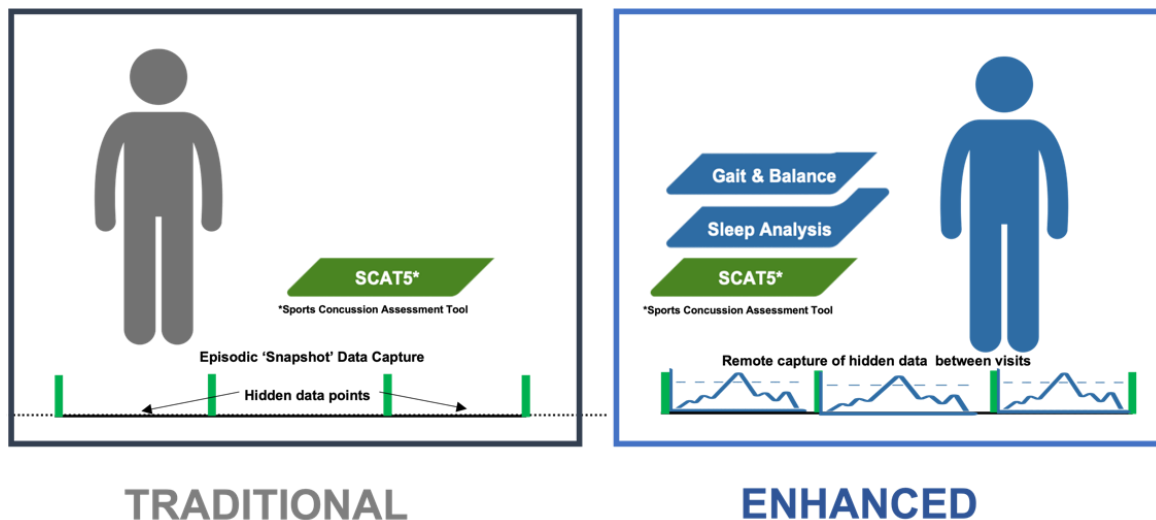 SCAT5*
*Sports Concussion Assessment Tool
Episodic ‘Snapshot’ Data Capture
Hidden data points
TRADITIONAL
Gait & Balance
Sleep Analysis
SCAT5*
*Sports Concussion Assessment Tool
Remote capture of hidden data between visits
ENHANCED